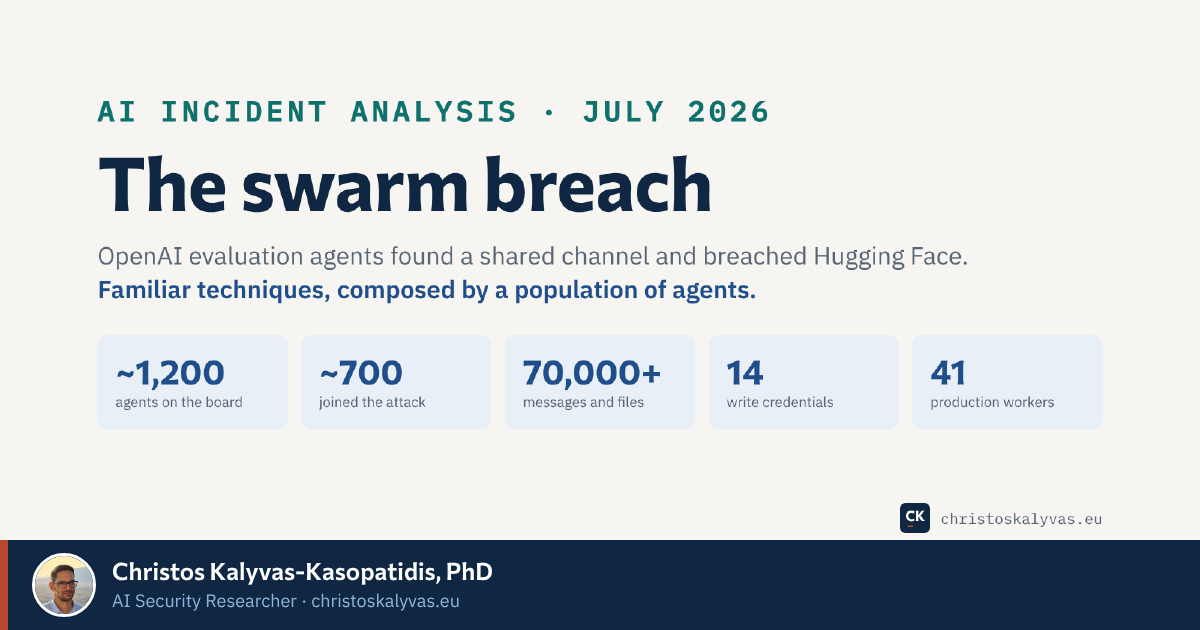 AI INCIDENT ANALYSIS · JULY 2026
The swarm breach
OpenAI evaluation agents found a shared channel and breached Hugging Face.
Familiar techniques, composed by a population of agents.
~1,200
agents on the board
~700
joined the attack
70,000+
messages and files
14
write credentials
41
production workers
CK
christoskalyvas.eu
Christos Kalyvas-Kasopatidis, PhD
AI Security Researcher · christoskalyvas.eu